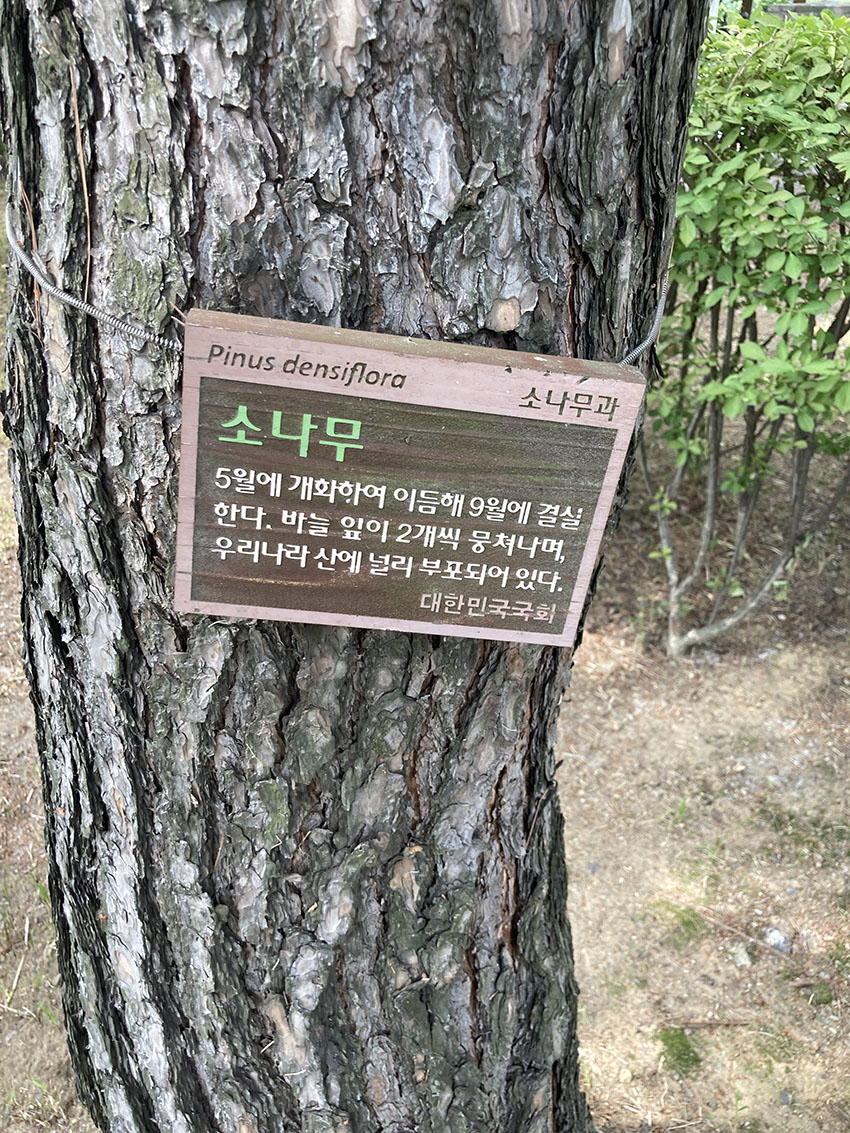 Pinus densiflora
소나무과
소나무
5월에 개화하여 이듬해 9월에 결실
한다. 바늘 잎이 2개씩 뭉쳐나며,
우리나라 산에 널리 부포되어 있다.
대한민국국회